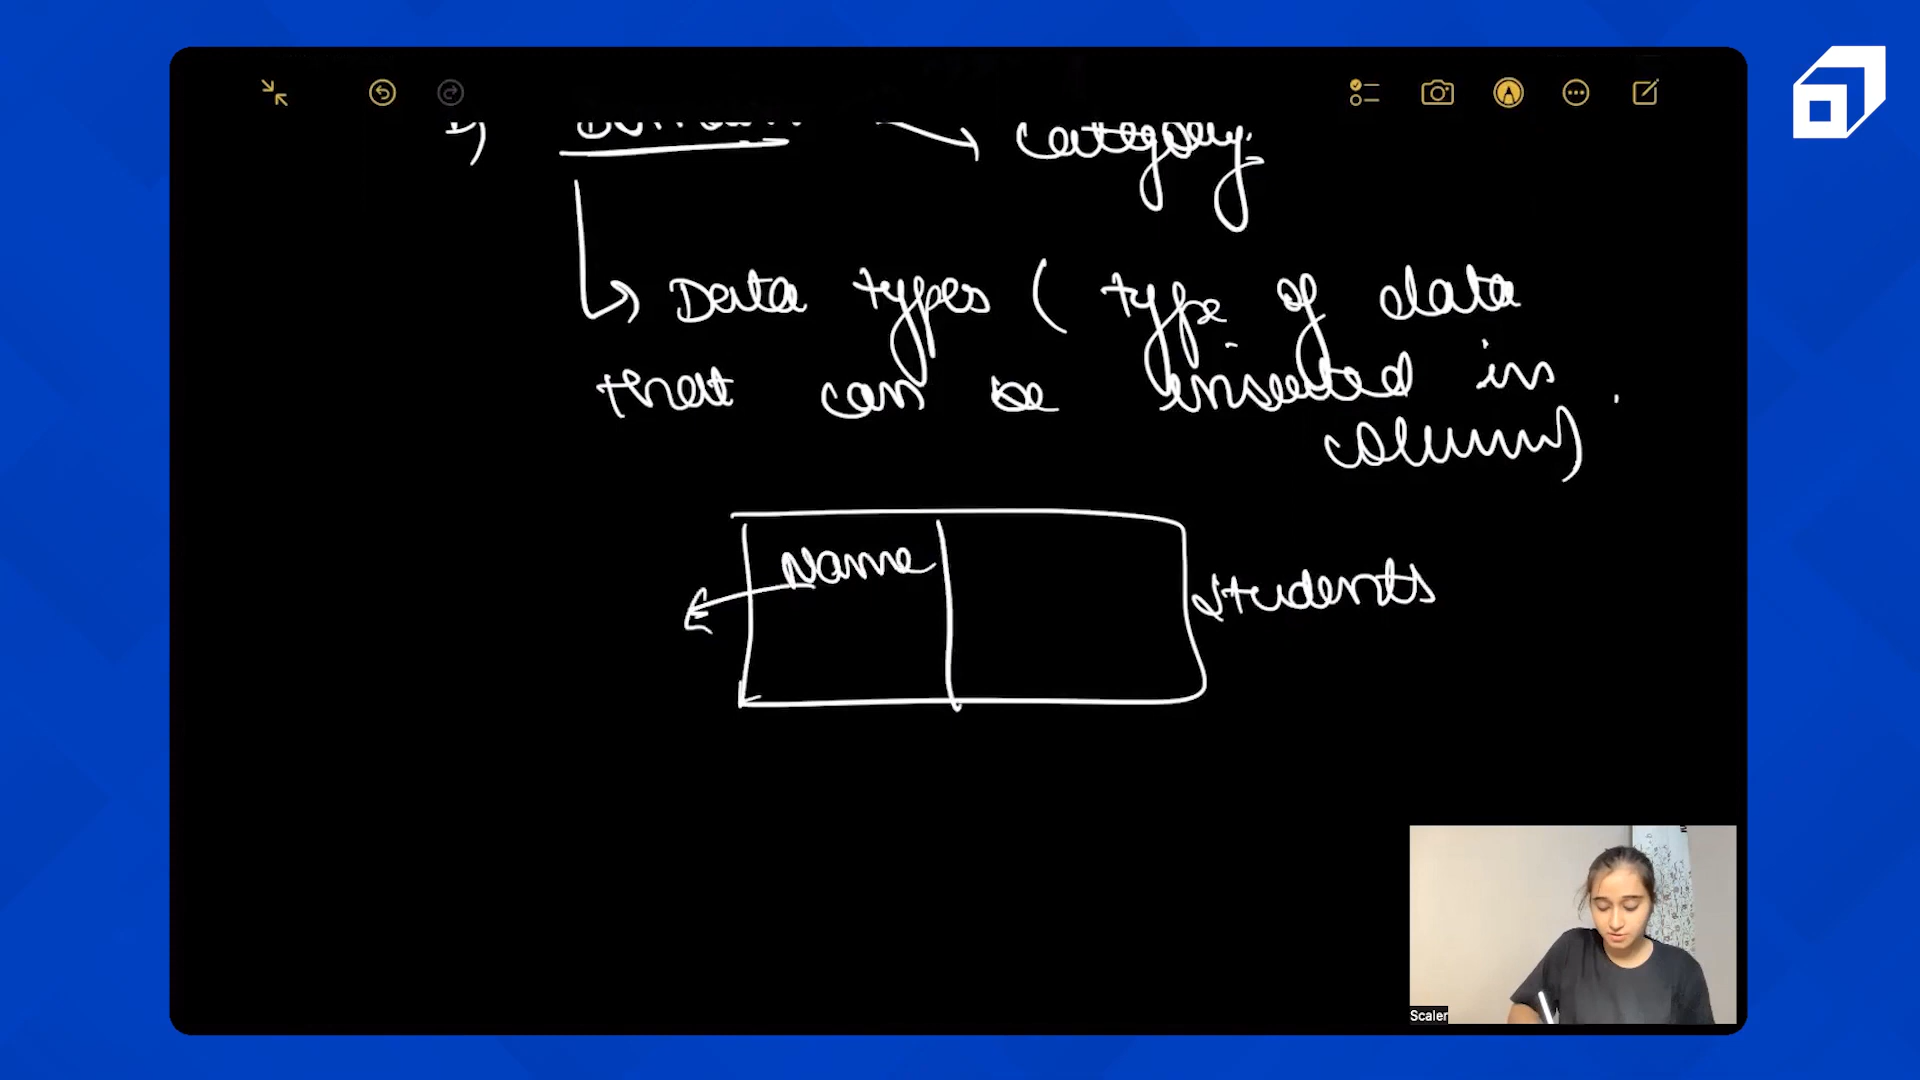 category.
Data types ( type of data
that can be inserted in
column)
Name
Students
Scaler